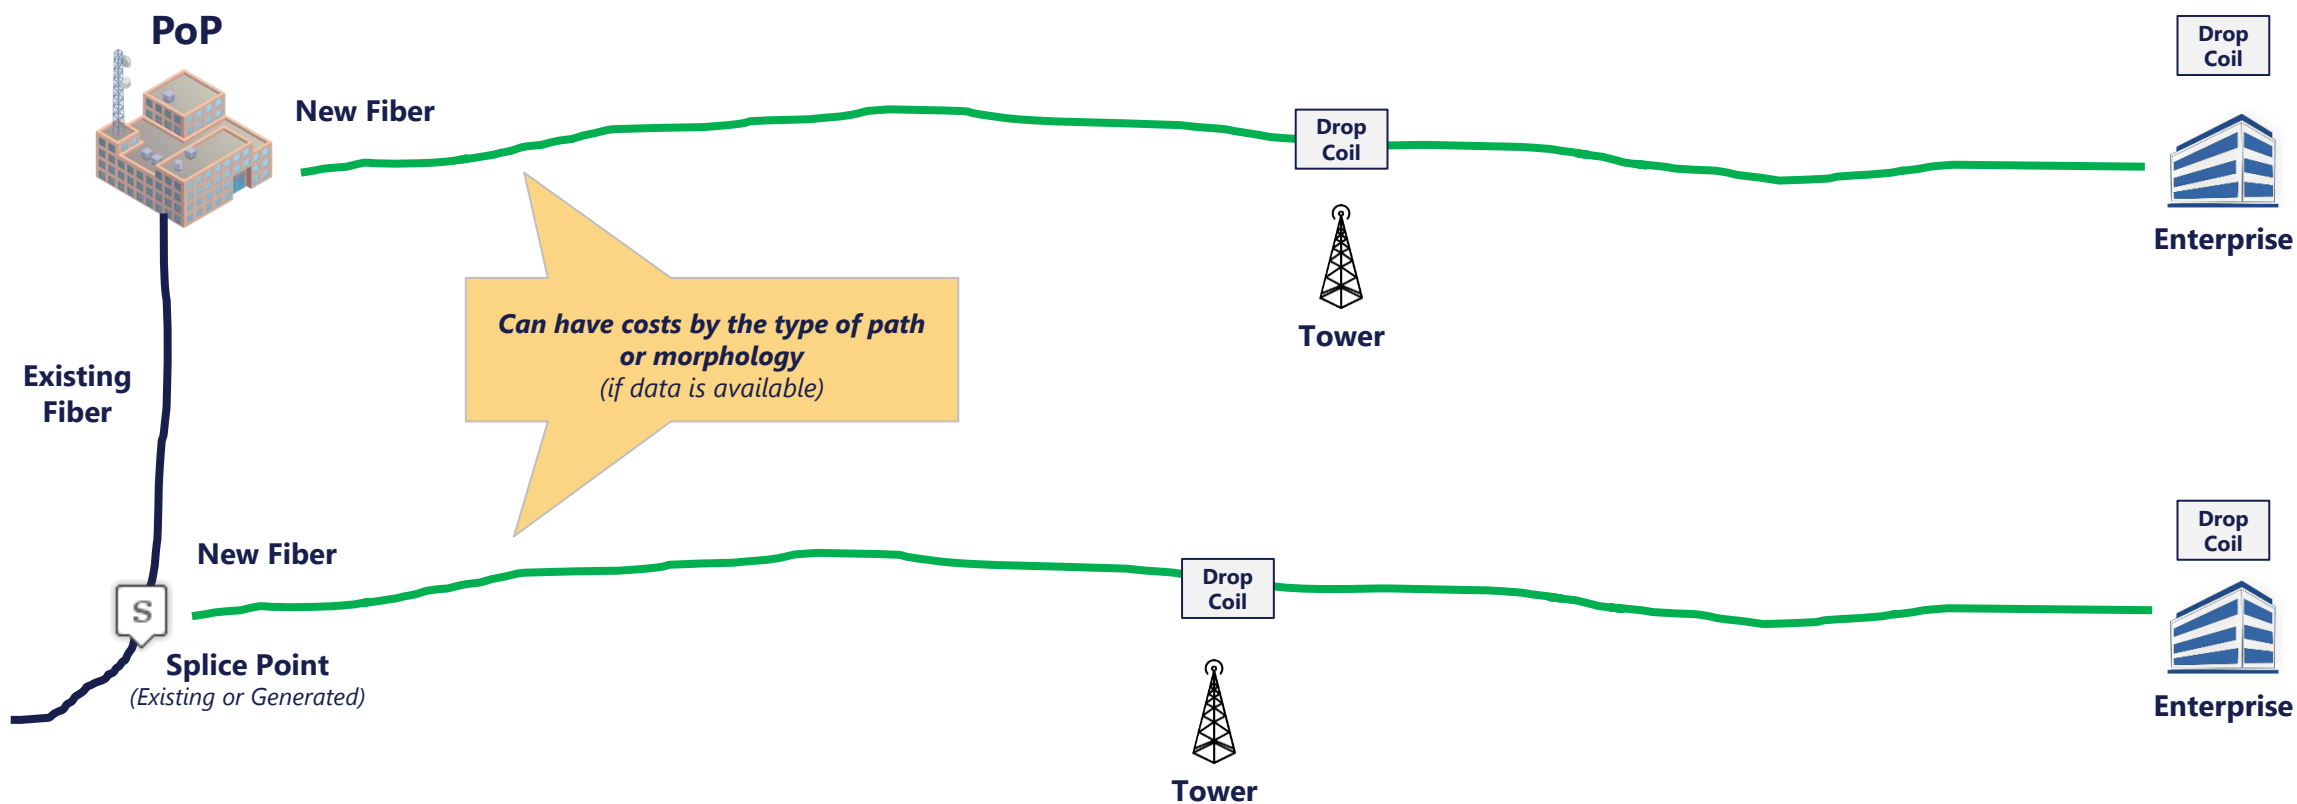 PoP
Drop
Coil
New Fiber
Drop
Coil
Enterprise
Tower
Can have costs by the type of path
or morphology
(if data is available)
Existing
Fiber
New Fiber
Drop
Coil
Drop
Coil
S
Splice Point
(Existing or Generated)
Enterprise
Tower